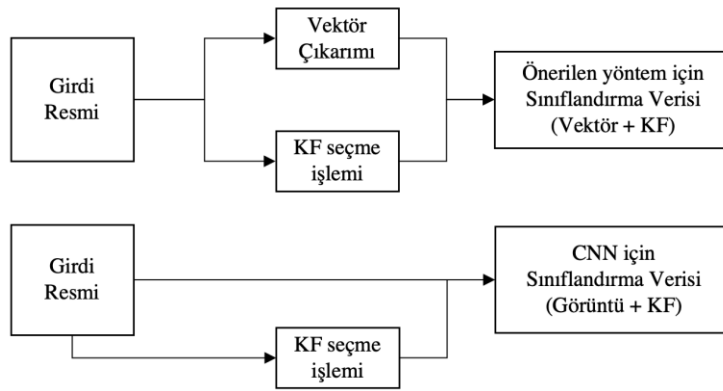 Girdi
Resmi
Vektör
Çıkarımı
KF seçme
işlemi
Önerilen yöntem için
Sınıflandırma Verisi
(Vektör + KF)
Girdi
Resmi
KF seçme
işlemi
CNN için
Sınıflandırma Verisi
(Görüntü + KF)